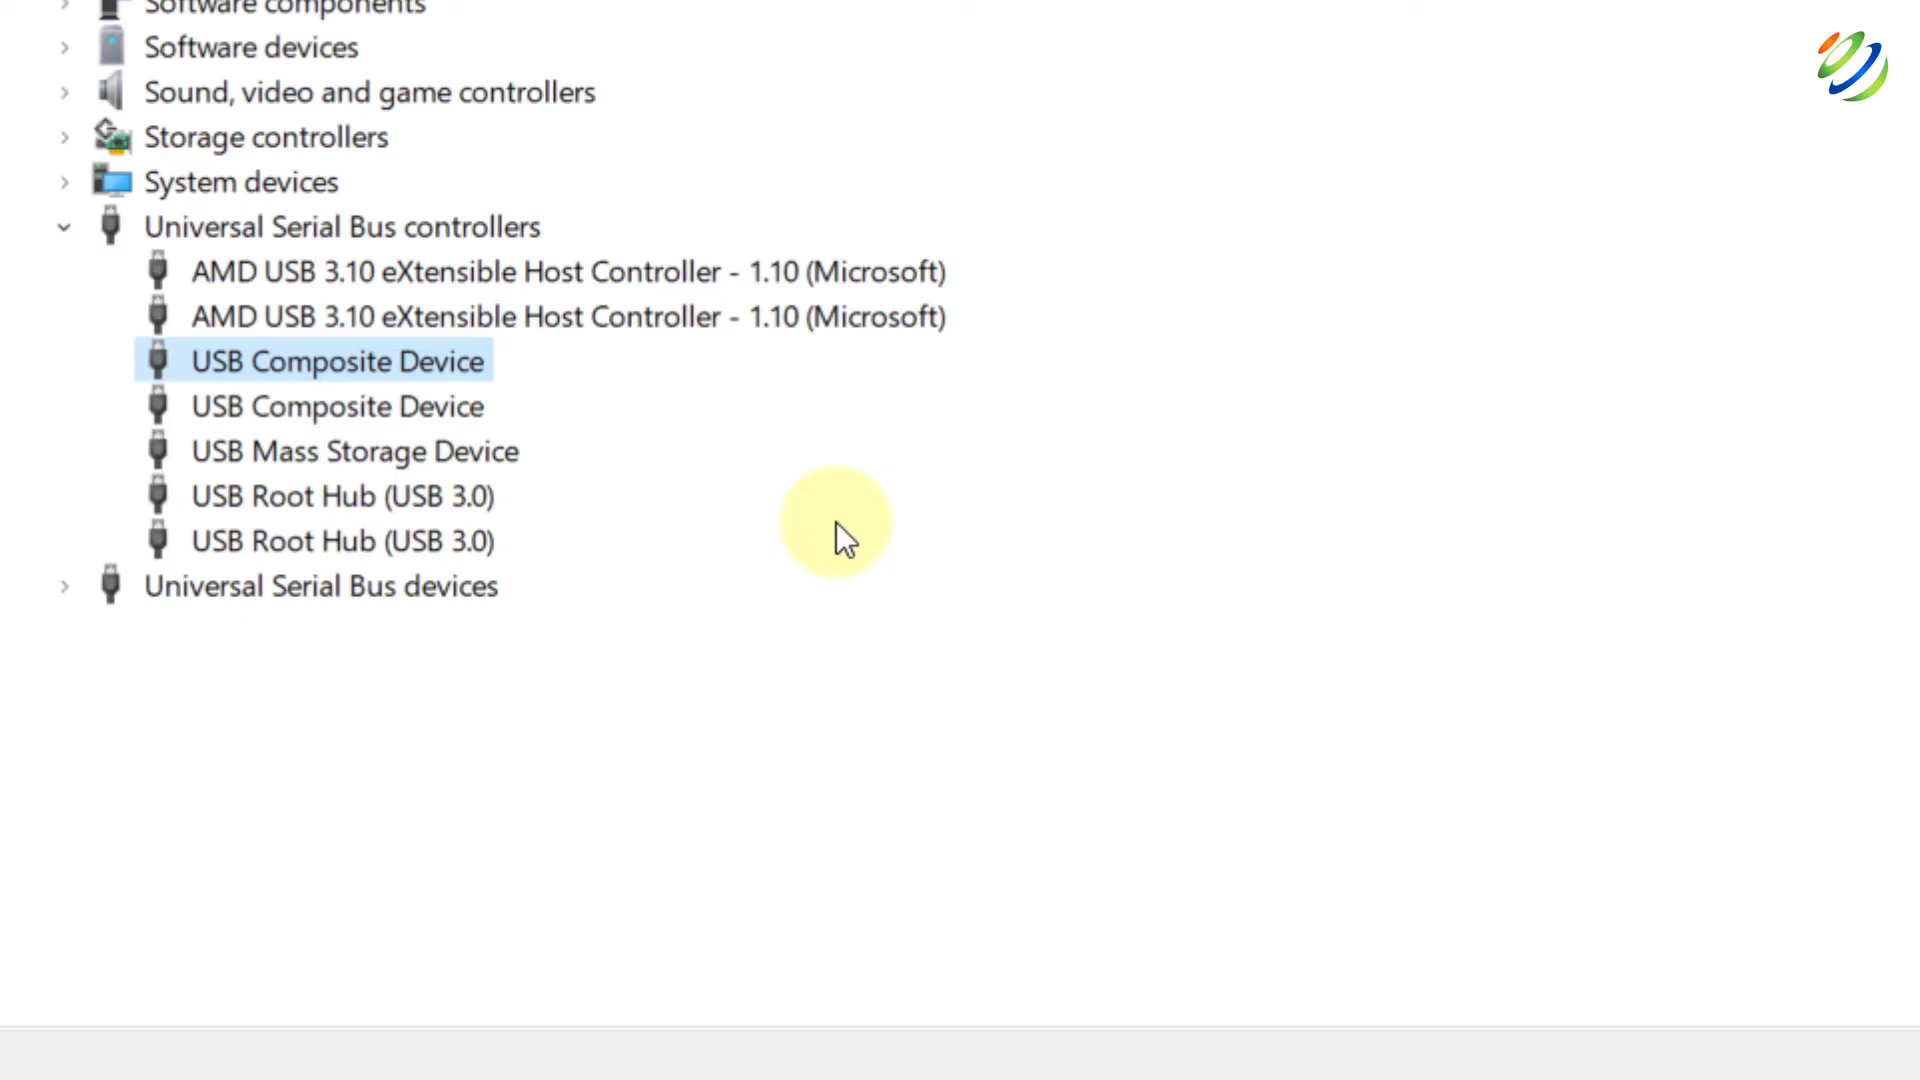 Software components
Software devices
Sound, video and game controllers
Storage controllers
System devices
Universal Serial Bus controllers
AMD USB 3.10 eXtensible Host Controller - 1.10 (Microsoft)
AMD USB 3.10 eXtensible Host Controller - 1.10 (Microsoft)
USB Composite Device
USB Composite Device
USB Mass Storage Device
USB Root Hub (USB 3.0)
USB Root Hub (USB 3.0)
Universal Serial Bus devices